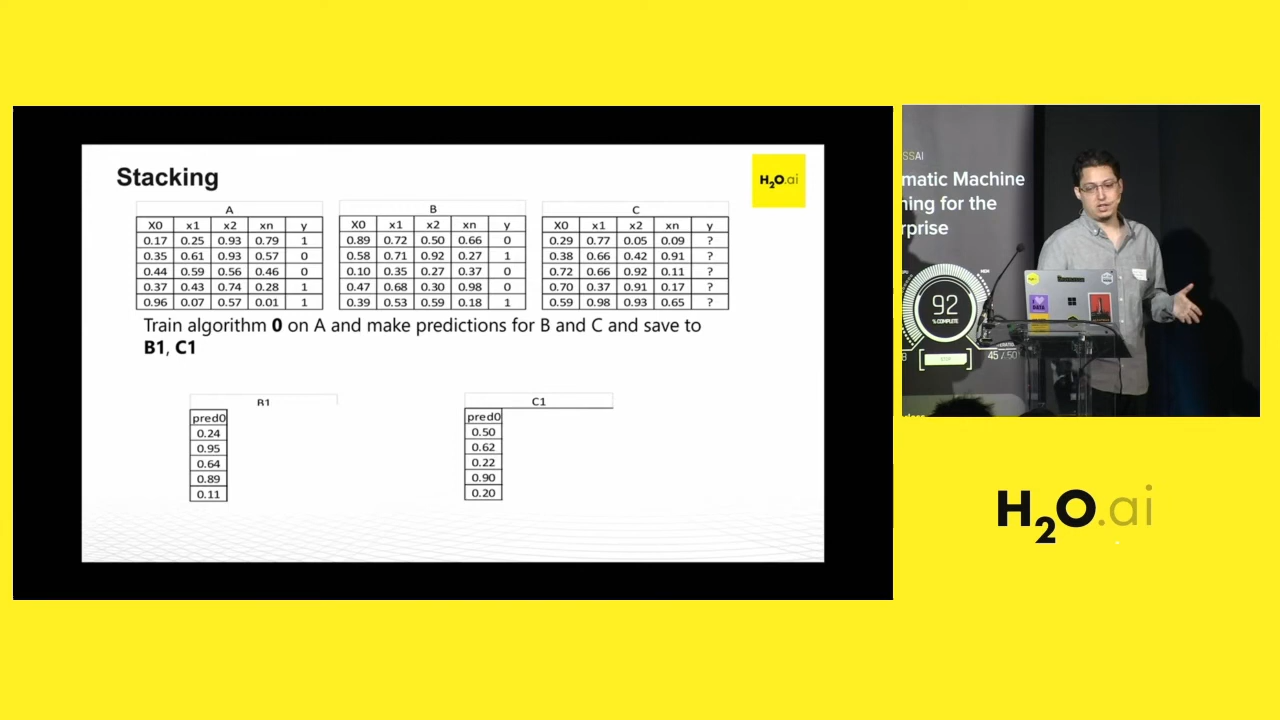 Stacking
H2O.ai
A
X0 x1 x2 xn y
0.17 0.25 0.93 0.79 1
0.35 0.61 0.93 0.57 0
0.44 0.59 0.56 0.46 0
0.37 0.43 0.74 0.28 1
0.96 0.07 0.57 0.01 1
B
X0 x1 x2 xn y
0.89 0.72 0.50 0.66 0
0.58 0.71 0.92 0.27 1
0.10 0.35 0.27 0.37 0
0.47 0.68 0.30 0.98 0
0.39 0.53 0.59 0.18 1
C
X0 x1 x2 xn y
0.29 0.77 0.05 0.09 ?
0.38 0.66 0.42 0.91 ?
0.72 0.66 0.92 0.11 ?
0.70 0.37 0.91 0.17 ?
0.59 0.98 0.93 0.65 ?
Train algorithm 0 on A and make predictions for B and C and save to
B1, C1
B1
pred0
0.24
0.95
0.64
0.89
0.11
C1
pred0
0.50
0.62
0.22
0.90
0.20
SSAI
matic Machine
ning for the
rprise
92
% COMPLETE
45/50
DATA
H2O.ai